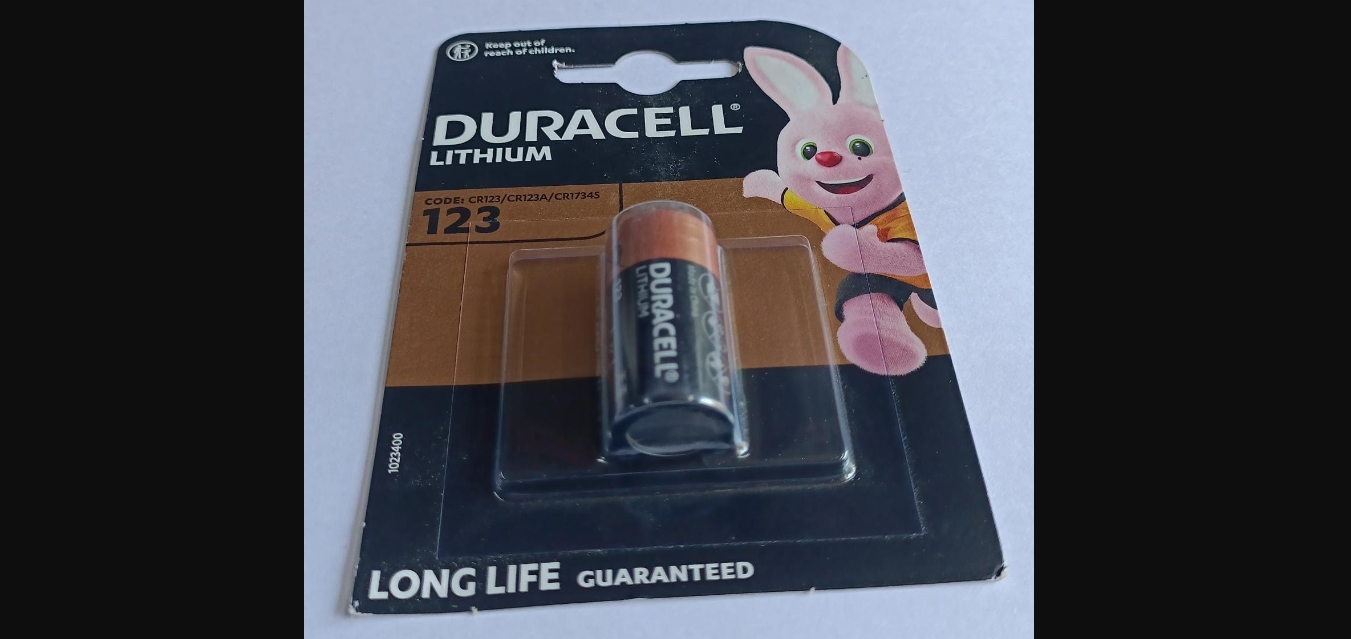 Keep out of
reach of children.
DURACELL®
LITHIUM
CODE: CR123/CR123A/CR17345
123
DURACELL®
LITHIUM
1023400
LONG LIFE GUARANTEED